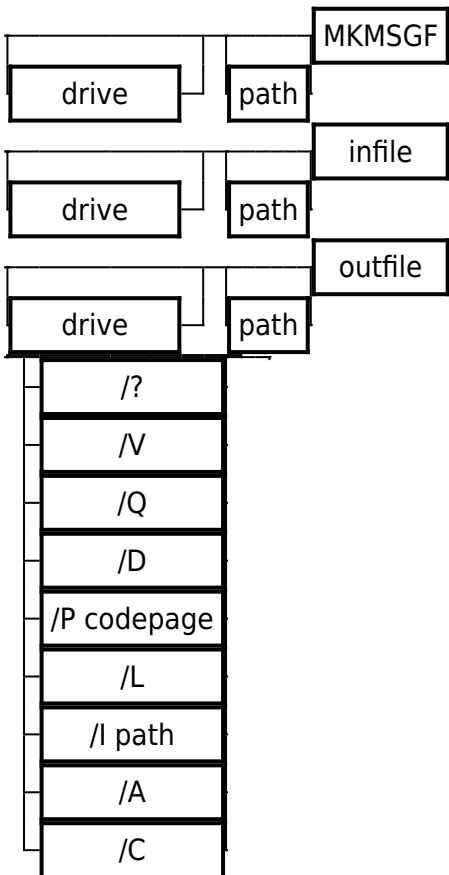 MKMSGF
drive path
infile
drive path
outfile
drive path
/?
/V
/Q
/D
/P codepage
/L
/I path
/A
/C